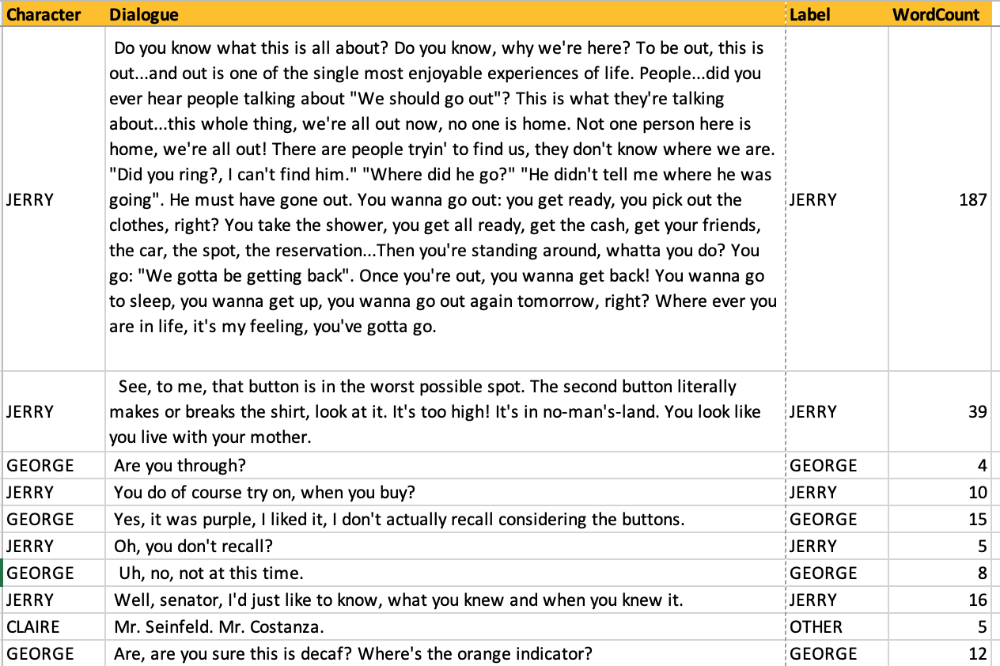 Character Dialogue Label WordCount
Do you know what this is all about? Do you know, why we're here? To be out, this is
out...and out is one of the single most enjoyable experiences of life. People...did you
ever hear people talking about "We should go out"? This is what they're talking
about...this whole thing, we're all out now, no one is home. Not one person here is
home, we're all out! There are people tryin' to find us, they don't know where we are.
"Did you ring?, I can't find him." "Where did he go?" "He didn't tell me where he was
JERRY going". He must have gone out. You wanna go out: you get ready, you pick out the JERRY 187
clothes, right? You take the shower, you get all ready, get the cash, get your friends,
the car, the spot, the reservation...Then you're standing around, whatta you do? You
go: "We gotta be getting back". Once you're out, you wanna get back! You wanna go
to sleep, you wanna get up, you wanna go out again tomorrow, right? Where ever you
are in life, it's my feeling, you've gotta go.
See, to me, that button is in the worst possible spot. The second button literally
JERRY makes or breaks the shirt, look at it. It's too high! It's in no-man's-land. You look like JERRY 39
you live with your mother.
GEORGE Are you through? GEORGE 4
JERRY You do of course try on, when you buy? JERRY 10
GEORGE Yes, it was purple, I liked it, I don't actually recall considering the buttons. GEORGE 15
JERRY Oh, you don't recall? JERRY 5
GEORGE Uh, no, not at this time. GEORGE 8
JERRY Well, senator, I'd just like to know, what you knew and when you knew it. JERRY 16
CLAIRE Mr. Seinfeld. Mr. Costanza. OTHER 5
GEORGE Are, are you sure this is decaf? Where's the orange indicator? GEORGE 12